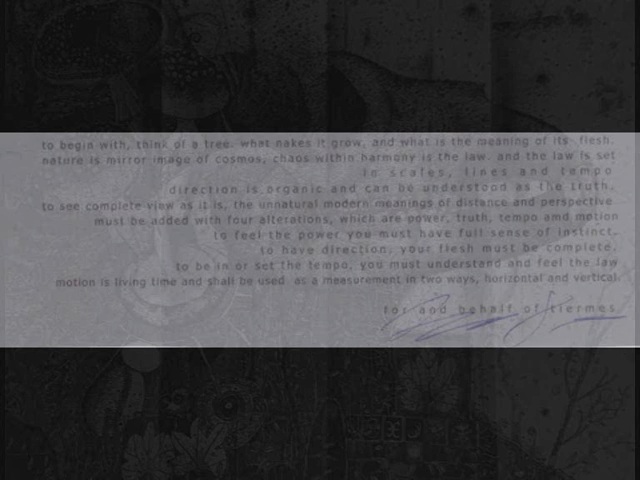 to begin with, think of a tree. what nakes it grow, and what is the meaning of its flesh.
nature is mirror image of cosmos, chaos within harmony is the law. and the law is set
in scales, lines and tempo
direction is organic and can be understood as the truth.
to see complete view as it is, the unnatural modern meanings of distance and perspective
must be added with four alterations, which are power, truth, tempo amd motion
to feel the power you must have full sense of instinct.
to have direction, your flesh must be complete.
to be in or set the tempo, you must understand and feel the law
motion is living time and shall be used as a measurement in two ways, horizontal and vertical.
for and behalf of tiermes